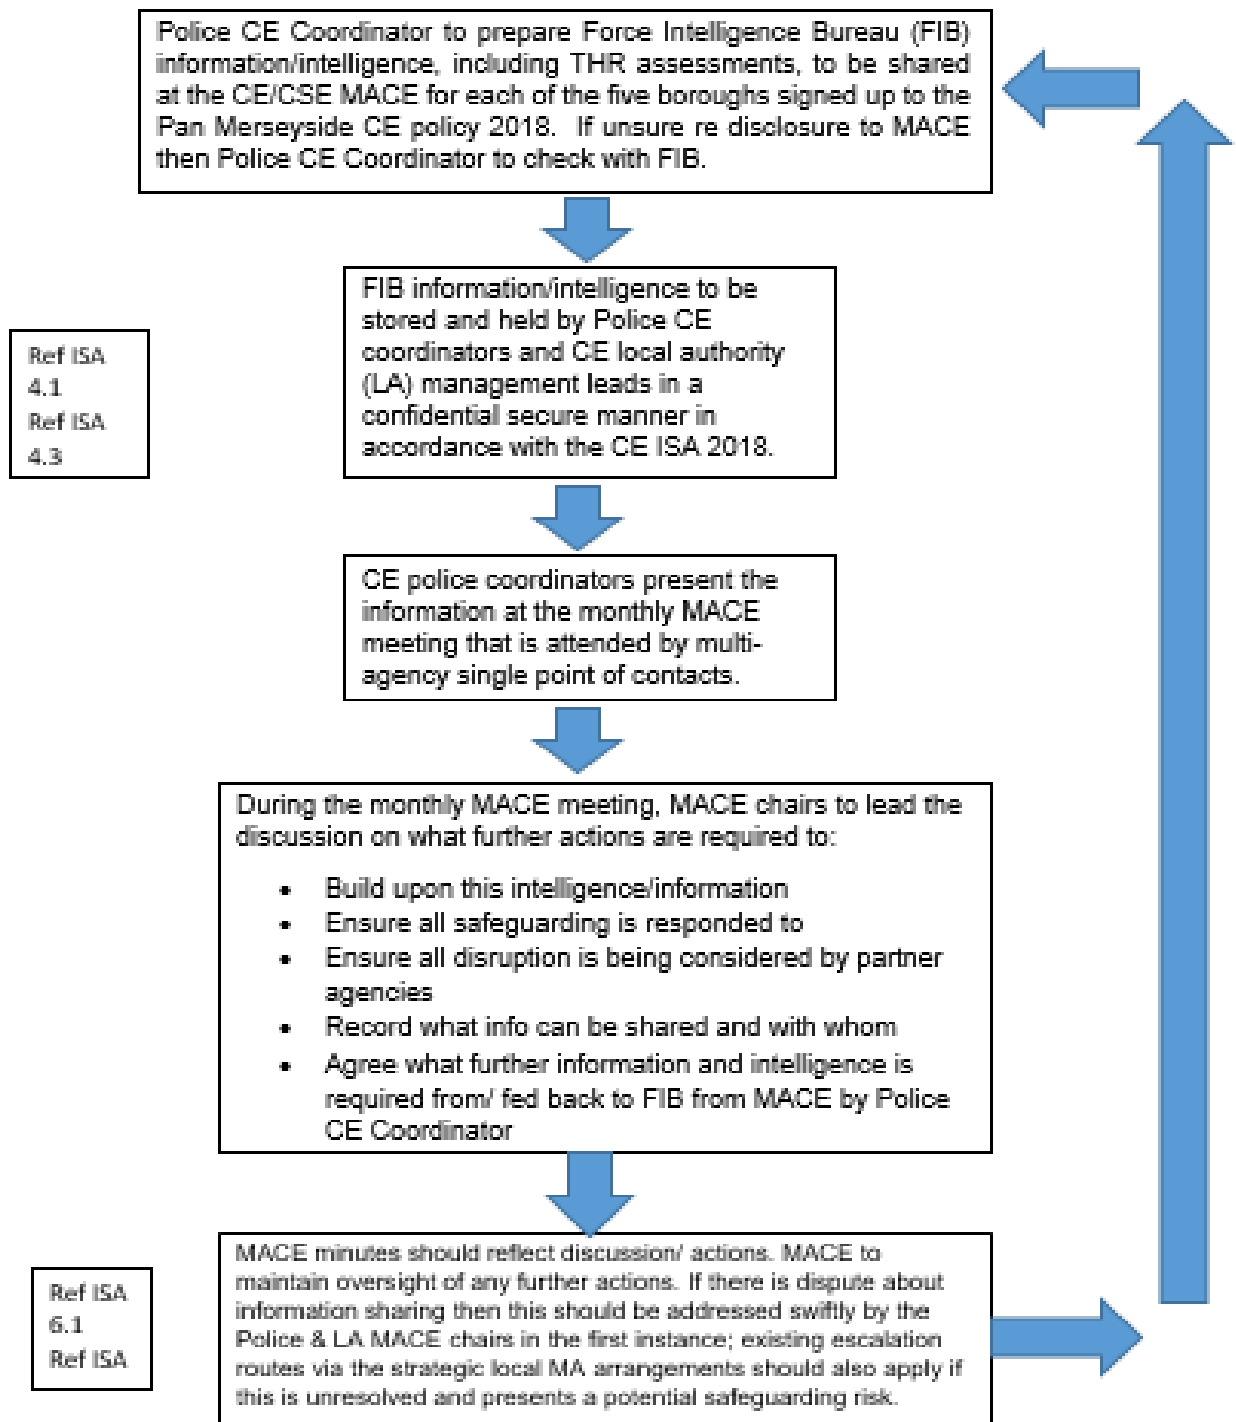 Police CE Coordinator to prepare Force Intelligence Bureau (FIB)
information/intelligence, including THR assessments, to be shared
at the CE/CSE MACE for each of the five boroughs signed up to the
Pan Merseyside CE policy 2018.  If unsure re disclosure to MACE
then Police CE Coordinator to check with FIB.
FIB information/intelligence to be
stored and held by Police CE
coordinators and CE local authority
(LA) management leads in a
confidential secure manner in
accordance with the CE ISA 2018.
Ref ISA
4.1
Ref ISA
4.3
CE police coordinators present the
information at the monthly MACE
meeting that is attended by multi-
agency single point of contacts.
During the monthly MACE meeting, MACE chairs to lead the
discussion on what further actions are required to:
• Build upon this intelligence/information
• Ensure all safeguarding is responded to
• Ensure all disruption is being considered by partner
agencies
• Record what info can be shared and with whom
• Agree what further information and intelligence is
required from/ fed back to FIB from MACE by Police
CE Coordinator
MACE minutes should reflect discussion/ actions. MACE to
maintain oversight of any further actions. If there is dispute about
information sharing then this should be addressed swiftly by the
Police & LA MACE chairs in the first instance; existing escalation
routes via the strategic local MA arrangements should also apply if
this is unresolved and presents a potential safeguarding risk.
Ref ISA
6.1
Ref ISA